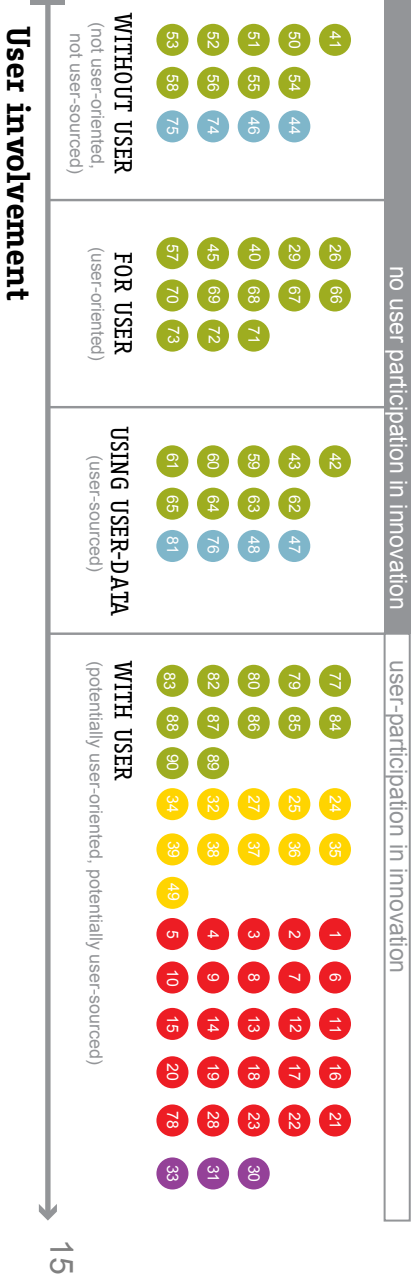 no user participation in innovation
user-participation in innovation
41 26 66 42 77 84 24 35 1 6 11 16 21
50 54 44 29 67 43 62 47 79 85 25 36 2 7 12 17 22
51 55 46 40 68 71 59 63 48 80 86 27 37 3 8 13 18 23 30
52 56 74 45 69 72 60 64 76 82 87 89 32 38 4 9 14 19 28 31
53 58 75 57 70 73 61 65 81 83 88 90 34 39 49 5 10 15 20 78 33
WITHOUT USER
(not user-oriented,
not user-sourced)
FOR USER
(user-oriented)
USING USER-DATA
(user-sourced)
WITH USER
(potentially user-oriented, potentially user-sourced)
User involvement
15